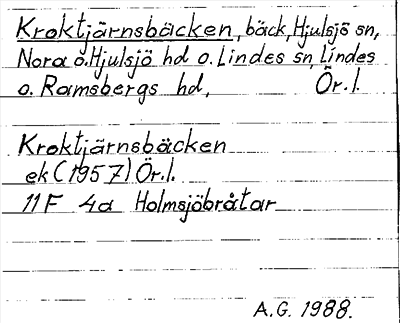 Kroktjärnsbäcken, bäck, Hjulsjö sn,
Nora o. Hjulsjö hd o. Lindes sn, Lindes
o. Ramsbergs hd, Ör. l.
Kroktjärnsbäcken
ek (1957) Ör. l.
11F 4a Holmsjöbråtar
A.G. 1988.